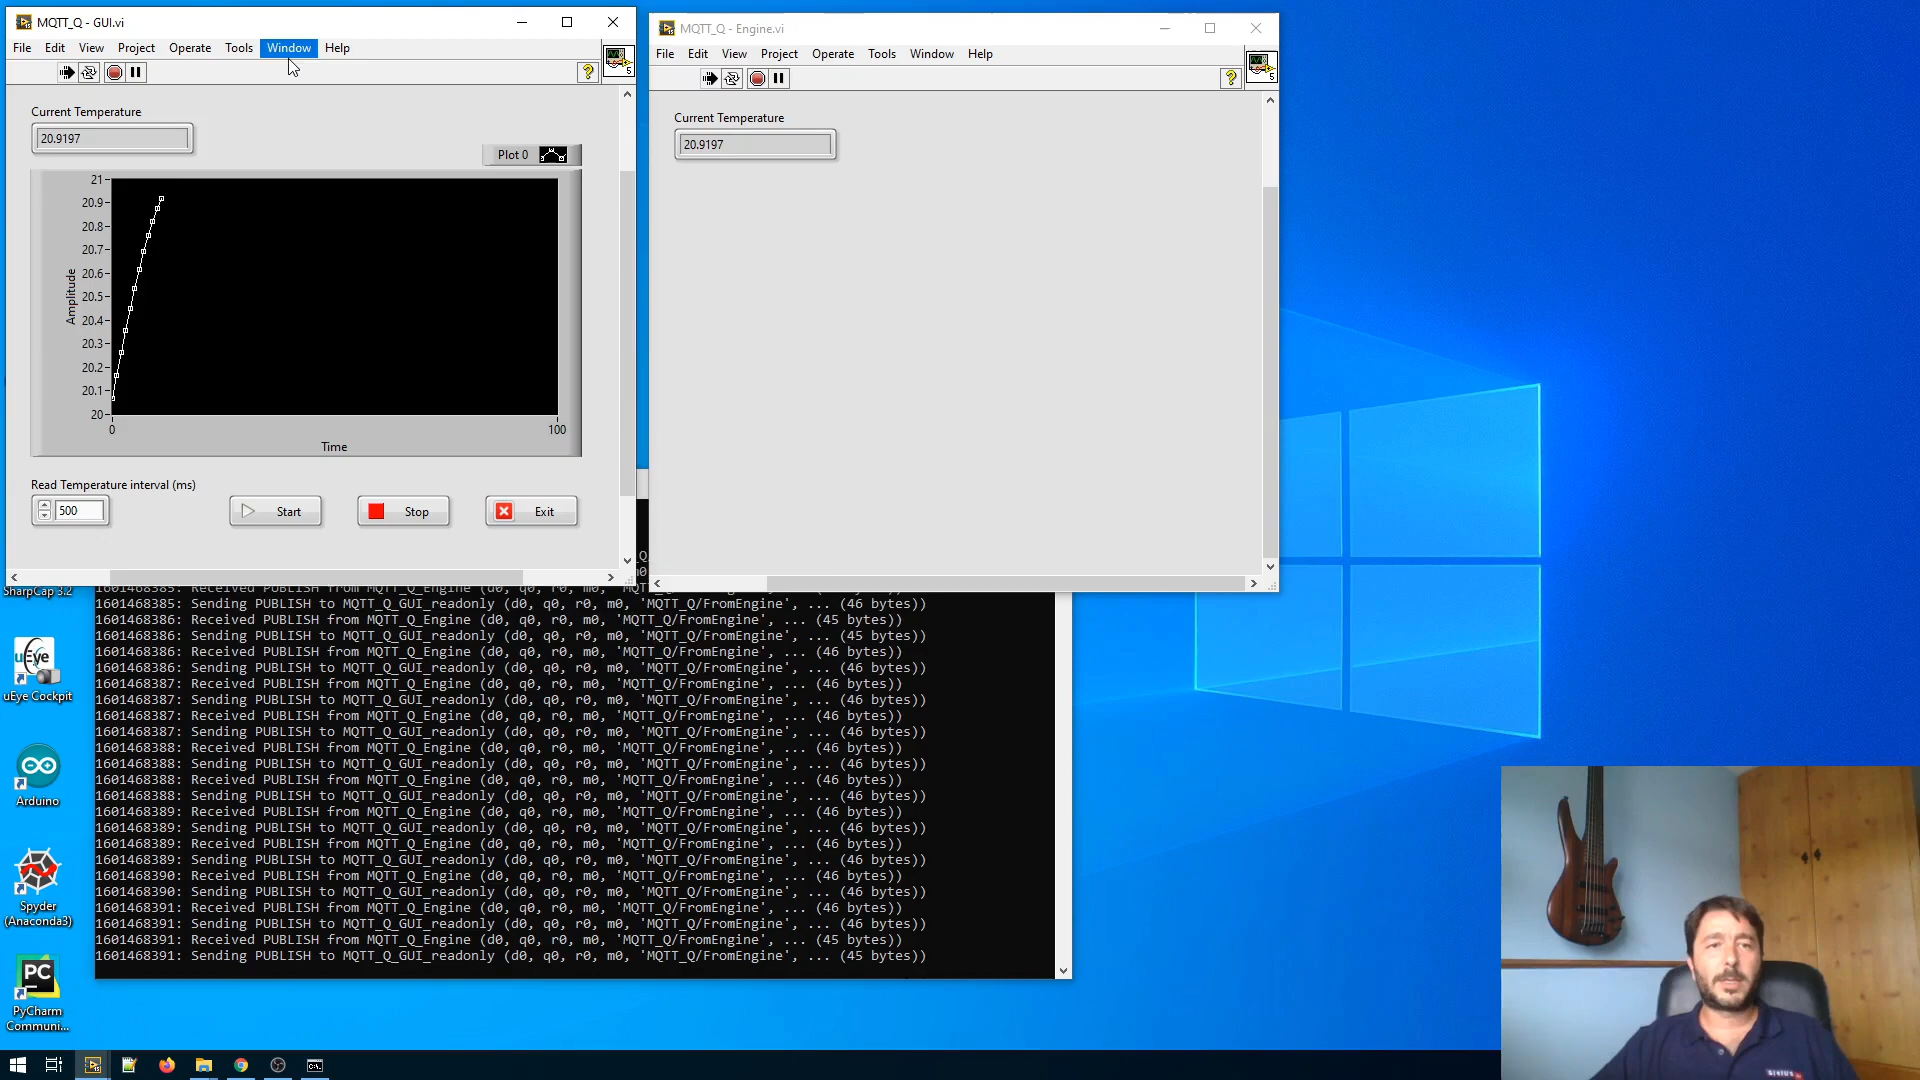 MQTT_Q - GUI.vi
File Edit View Project Operate Tools Window Help
5
Current Temperature
20.9197
Plot 0
21
20.9
20.8
20.7
20.6
20.5
20.4
20.3
20.2
20.1
20
Amplitude
0
100
Time
Read Temperature interval (ms)
500
Start
Stop
Exit
MQTT_Q - Engine.vi
File Edit View Project Operate Tools Window Help
5
Current Temperature
20.9197
1601468385: Received PUBLISH from MQTT_Q_Engine (d0, q0, r0, m0, 'MQTT_Q/FromEngine', ... (46 bytes))
1601468385: Sending PUBLISH to MQTT_Q_GUI_readonly (d0, q0, r0, m0, 'MQTT_Q/FromEngine', ... (46 bytes))
1601468386: Received PUBLISH from MQTT_Q_Engine (d0, q0, r0, m0, 'MQTT_Q/FromEngine', ... (45 bytes))
1601468386: Sending PUBLISH to MQTT_Q_GUI_readonly (d0, q0, r0, m0, 'MQTT_Q/FromEngine', ... (45 bytes))
1601468386: Received PUBLISH from MQTT_Q_Engine (d0, q0, r0, m0, 'MQTT_Q/FromEngine', ... (46 bytes))
1601468386: Sending PUBLISH to MQTT_Q_GUI_readonly (d0, q0, r0, m0, 'MQTT_Q/FromEngine', ... (46 bytes))
1601468387: Received PUBLISH from MQTT_Q_Engine (d0, q0, r0, m0, 'MQTT_Q/FromEngine', ... (46 bytes))
1601468387: Sending PUBLISH to MQTT_Q_GUI_readonly (d0, q0, r0, m0, 'MQTT_Q/FromEngine', ... (46 bytes))
1601468387: Received PUBLISH from MQTT_Q_Engine (d0, q0, r0, m0, 'MQTT_Q/FromEngine', ... (46 bytes))
1601468387: Sending PUBLISH to MQTT_Q_GUI_readonly (d0, q0, r0, m0, 'MQTT_Q/FromEngine', ... (46 bytes))
1601468388: Received PUBLISH from MQTT_Q_Engine (d0, q0, r0, m0, 'MQTT_Q/FromEngine', ... (46 bytes))
1601468388: Sending PUBLISH to MQTT_Q_GUI_readonly (d0, q0, r0, m0, 'MQTT_Q/FromEngine', ... (46 bytes))
1601468388: Received PUBLISH from MQTT_Q_Engine (d0, q0, r0, m0, 'MQTT_Q/FromEngine', ... (46 bytes))
1601468388: Sending PUBLISH to MQTT_Q_GUI_readonly (d0, q0, r0, m0, 'MQTT_Q/FromEngine', ... (46 bytes))
1601468389: Received PUBLISH from MQTT_Q_Engine (d0, q0, r0, m0, 'MQTT_Q/FromEngine', ... (46 bytes))
1601468389: Sending PUBLISH to MQTT_Q_GUI_readonly (d0, q0, r0, m0, 'MQTT_Q/FromEngine', ... (46 bytes))
1601468389: Received PUBLISH from MQTT_Q_Engine (d0, q0, r0, m0, 'MQTT_Q/FromEngine', ... (46 bytes))
1601468389: Sending PUBLISH to MQTT_Q_GUI_readonly (d0, q0, r0, m0, 'MQTT_Q/FromEngine', ... (46 bytes))
1601468390: Received PUBLISH from MQTT_Q_Engine (d0, q0, r0, m0, 'MQTT_Q/FromEngine', ... (46 bytes))
1601468390: Sending PUBLISH to MQTT_Q_GUI_readonly (d0, q0, r0, m0, 'MQTT_Q/FromEngine', ... (46 bytes))
1601468391: Received PUBLISH from MQTT_Q_Engine (d0, q0, r0, m0, 'MQTT_Q/FromEngine', ... (46 bytes))
1601468391: Sending PUBLISH to MQTT_Q_GUI_readonly (d0, q0, r0, m0, 'MQTT_Q/FromEngine', ... (46 bytes))
1601468391: Received PUBLISH from MQTT_Q_Engine (d0, q0, r0, m0, 'MQTT_Q/FromEngine', ... (45 bytes))
1601468391: Sending PUBLISH to MQTT_Q_GUI_readonly (d0, q0, r0, m0, 'MQTT_Q/FromEngine', ... (45 bytes))
SharpCap 3.2
uEye
uEye Cockpit
Arduino
Spyder
(Anaconda3)
PC
PyCharm
Communi...